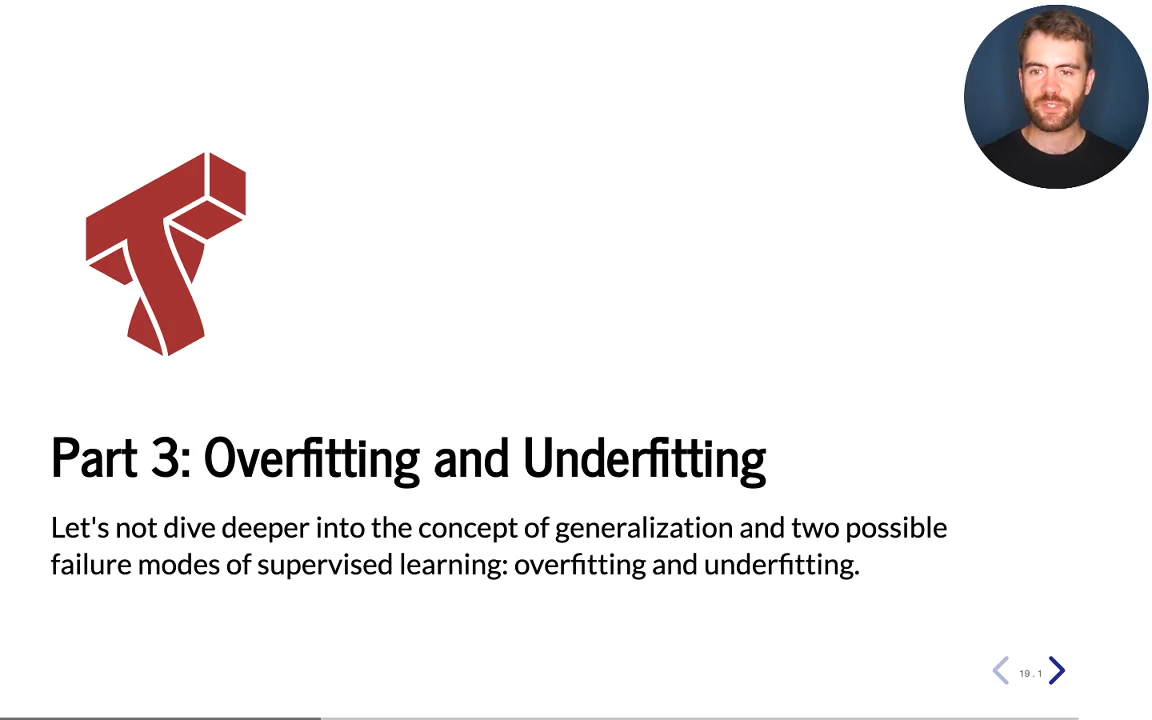 Part 3: Overfitting and Underfitting
Let's not dive deeper into the concept of generalization and two possible
failure modes of supervised learning: overfitting and underfitting.
19.1